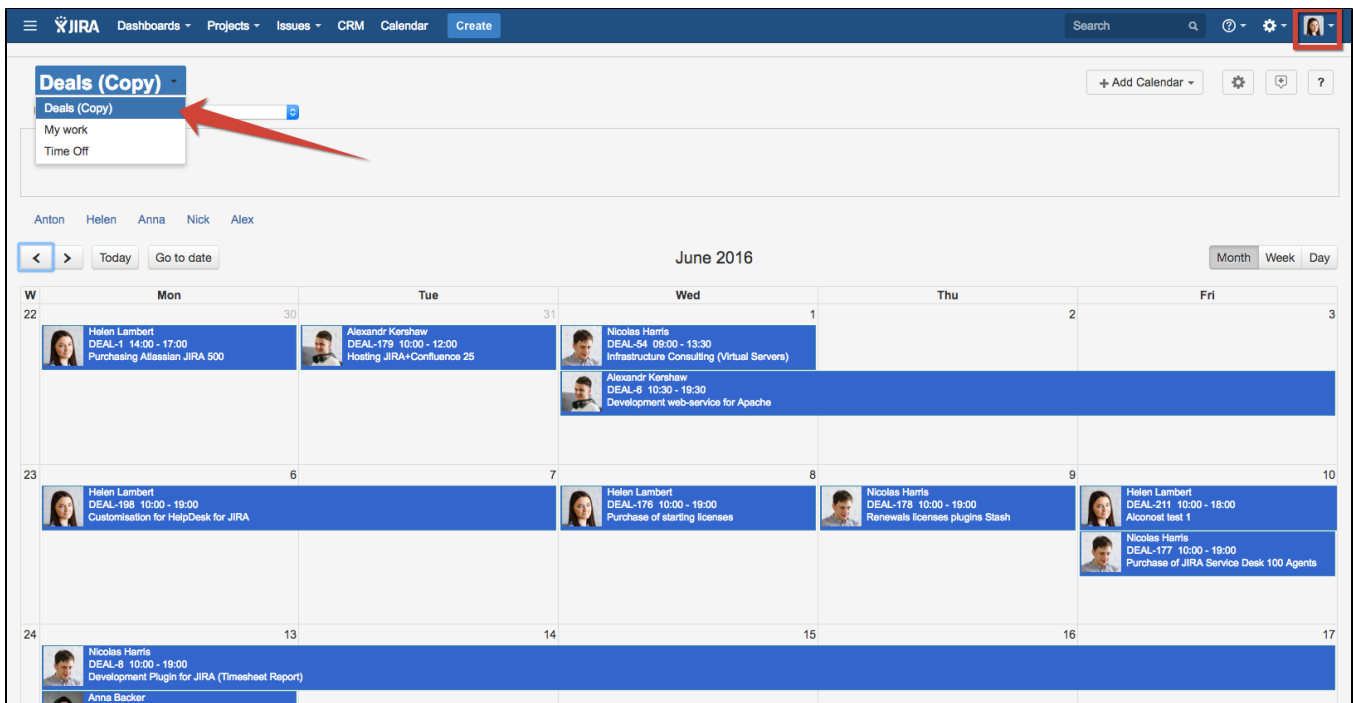 JIRA Dashboards Projects Issues CRM Calendar Create Search ?
Deals (Copy) + Add Calendar ?
Deals (Copy)
My work
Time Off
Anton Helen Anna Nick Alex
< > Today Go to date June 2016 Month Week Day
W Mon Tue Wed Thu Fri
22 30 31 1 2 3
Helen Lambert
DEAL-1 14:00 - 17:00
Purchasing Atlassian JIRA 500
Alexandr Kershaw
DEAL-179 10:00 - 12:00
Hosting JIRA+Confluence 25
Nicolas Harris
DEAL-54 09:00 - 13:30
Infrastructure Consulting (Virtual Servers)
Alexandr Kershaw
DEAL-6 10:30 - 19:30
Development web-service for Apache
23 6 7 8 9 10
Helen Lambert
DEAL-198 10:00 - 19:00
Customisation for HelpDesk for JIRA
Helen Lambert
DEAL-176 10:00 - 19:00
Purchase of starting licenses
Nicolas Harris
DEAL-178 10:00 - 19:00
Renewals licenses plugins Stash
Helen Lambert
DEAL-211 10:00 - 18:00
Alconost test 1
Nicolas Harris
DEAL-177 10:00 - 19:00
Purchase of JIRA Service Desk 100 Agents
24 13 14 15 16 17
Nicolas Harris
DEAL-8 10:00 - 19:00
Development Plugin for JIRA (Timesheet Report)
Anna Backer